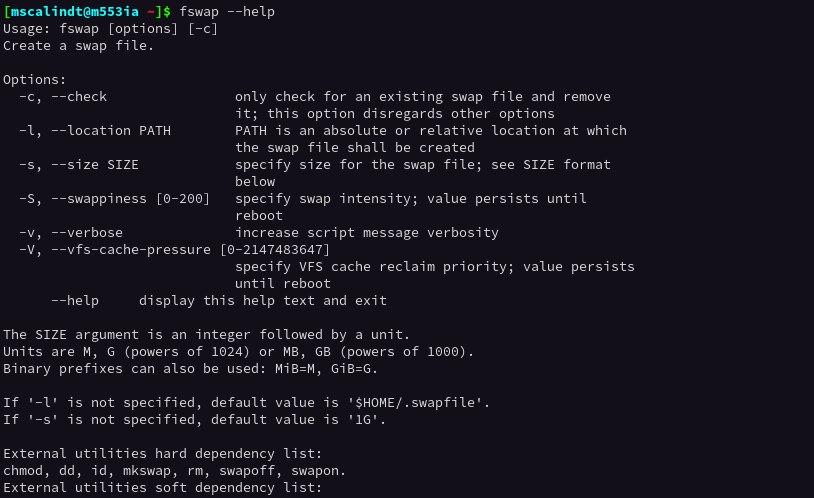 [mscalindt@m553ia ~]$ fswap --help
Usage: fswap [options] [-c]
Create a swap file.

Options:
  -c, --check                only check for an existing swap file and remove
                             it; this option disregards other options
  -l, --location PATH        PATH is an absolute or relative location at which
                             the swap file shall be created
  -s, --size SIZE            specify size for the swap file; see SIZE format
                             below
  -S, --swappiness [0-200]   specify swap intensity; value persists until
                             reboot
  -v, --verbose              increase script message verbosity
  -V, --vfs-cache-pressure [0-2147483647]
                             specify VFS cache reclaim priority; value persists
                             until reboot
      --help     display this help text and exit

The SIZE argument is an integer followed by a unit.
Units are M, G (powers of 1024) or MB, GB (powers of 1000).
Binary prefixes can also be used: MiB=M, GiB=G.

If '-l' is not specified, default value is '$HOME/.swapfile'.
If '-s' is not specified, default value is '1G'.

External utilities hard dependency list:
chmod, dd, id, mkswap, rm, swapoff, swapon.
External utilities soft dependency list: